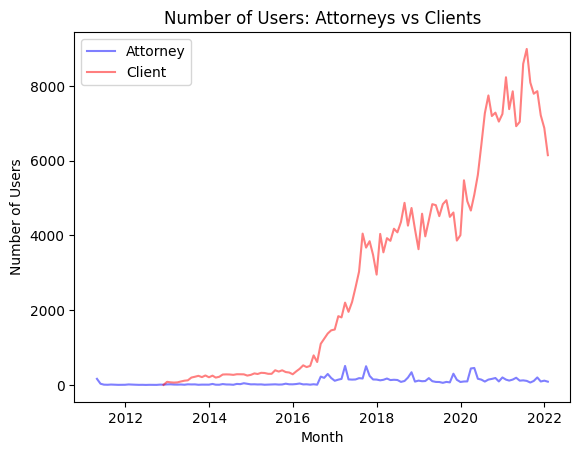 Number of Users: Attorneys vs Clients
Attorney
Client
Number of Users
8000
6000
4000
2000
0
2012
2014
2016
2018
2020
2022
Month